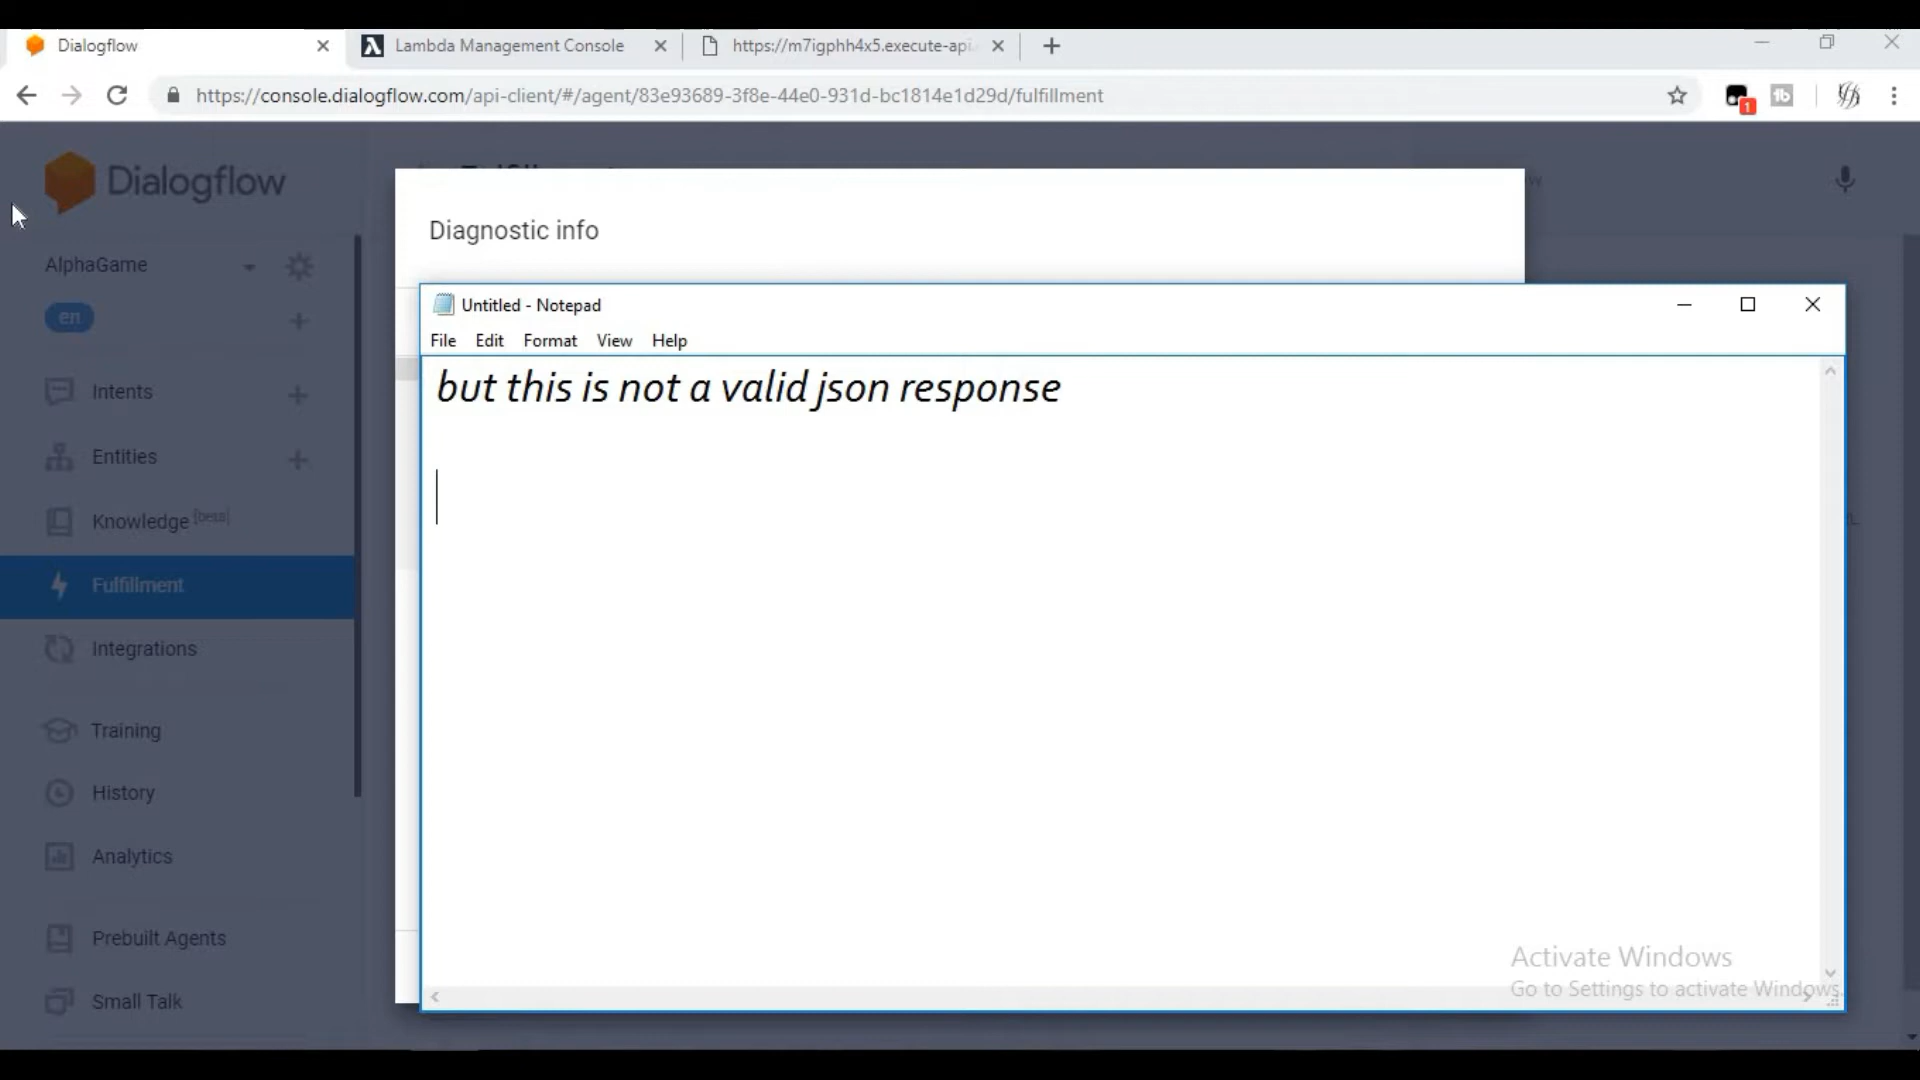 Dialogflow
Lambda Management Console
https://m7igphh4x5.execute-api.
https://console.dialogflow.com/api-client/#/agent/83e93689-3f8e-44e0-931d-bc1814e1d29d/fulfillment
1
Dialogflow
Diagnostic info
AlphaGame
en
Untitled - Notepad
File Edit Format View Help
but this is not a valid json response
Intents
Entities
Knowledge [beta]
Fulfillment
Integrations
Training
History
Analytics
Prebuilt Agents
Small Talk
Activate Windows
Go to Settings to activate Windows.